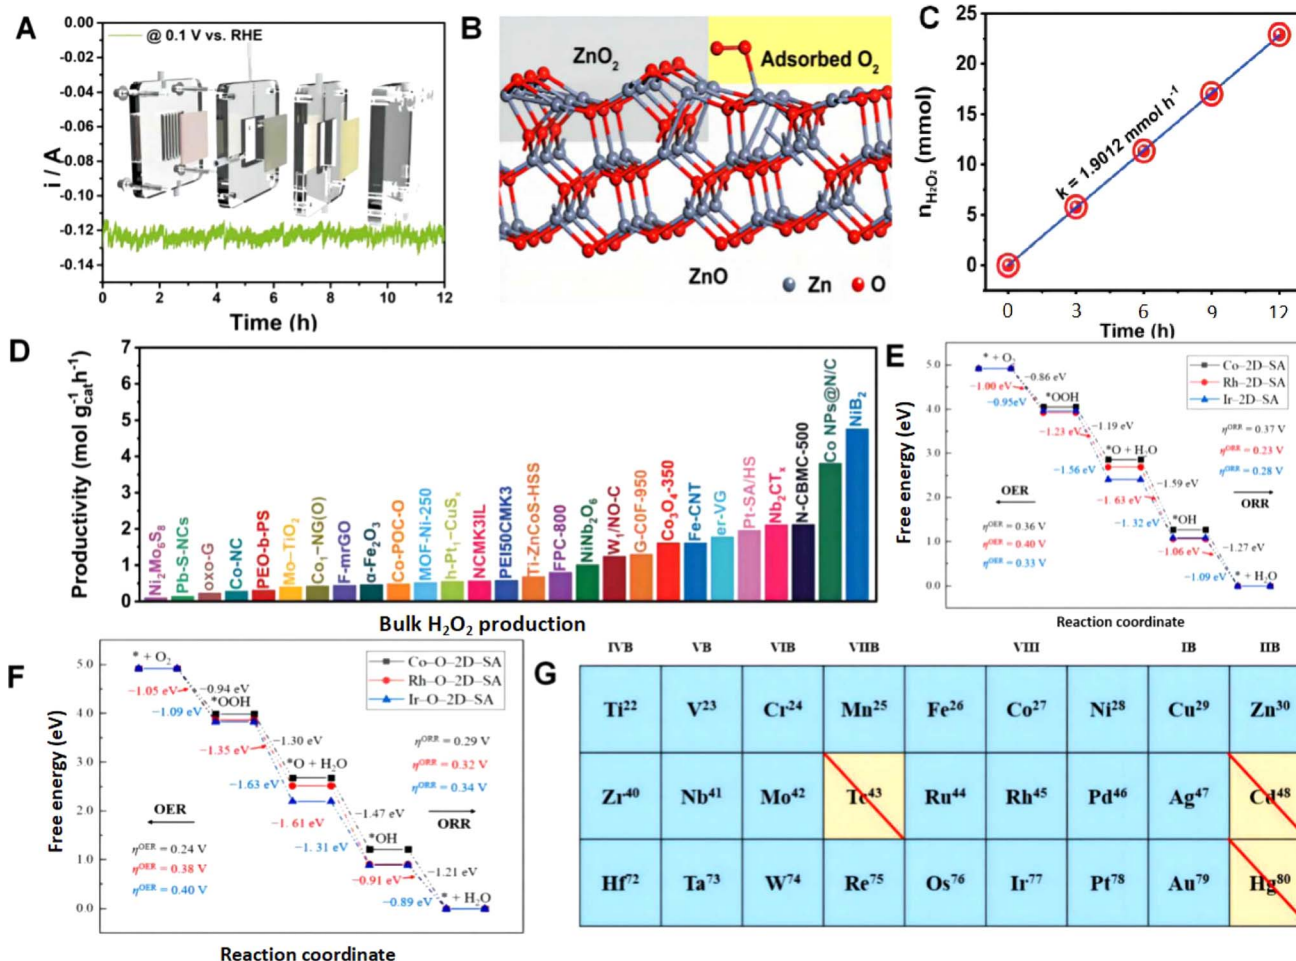 A
@ 0.1 V vs. RHE
0.00
-0.02
-0.04
-0.06
-0.08
-0.10
-0.12
-0.14
i / A
0 2 4 6 8 10 12
Time (h)
B
ZnO2
Adsorbed O2
ZnO
Zn O
C
25
20
15
10
5
0
nH2O2 (mmol)
k = 1.9012 mmol h-1
0 3 6 9 12
Time (h)
D
7
6
5
4
3
2
1
0
Productivity (mol g-1cat h-1)
Ni2Mo6S8
Pb-S-NCs
oxo-G
Co-NC
PEO-b-PS
Mo-TiO2
Co1–NG(O)
F-mrGO
α-Fe2O3
Co-POC-O
MOF-Ni-250
h-Pt1-CuSx
NCMK3IL
PEI50CMK3
Ti-ZnCoS-HSS
FPC-800
NiNb2O6
W1/NO-C
G-C0F-950
Co3O4-350
Fe-CNT
er-VG
Pt-SA/HS
Nb2CTx
N-CBMC-500
Co NPs@N/C
NiB2
Bulk H2O2 production
E
5.0
4.0
3.0
2.0
1.0
0.0
Free energy (eV)
* + O2
Co–2D–SA
Rh–2D–SA
Ir–2D–SA
−0.86 eV
−1.00 eV
−0.95eV
*OOH
−1.19 eV
−1.23 eV
−1.56 eV
*O + H2O
ηORR = 0.37 V
ηORR = 0.23 V
ηORR = 0.28 V
OER
ORR
−1.59 eV
−1.63 eV
−1.32 eV
*OH
ηOER = 0.36 V
ηOER = 0.40 V
ηOER = 0.33 V
−1.27 eV
−1.06 eV
−1.09 eV
* + H2O
Reaction coordinate
F
5.0
4.0
3.0
2.0
1.0
0.0
Free energy (eV)
* + O2
Co–O–2D–SA
Rh–O–2D–SA
Ir–O–2D–SA
−0.94 eV
−1.05 eV
−1.09 eV
*OOH
−1.30 eV
−1.35 eV
−1.63 eV
*O + H2O
ηORR = 0.29 V
ηORR = 0.32 V
ηORR = 0.34 V
OER
ORR
−1.47 eV
−1.61 eV
−1.31 eV
*OH
ηOER = 0.24 V
ηOER = 0.38 V
ηOER = 0.40 V
−1.21 eV
−0.91 eV
−0.89 eV
* + H2O
Reaction coordinate
G
IVB VB VIB VIIB VIII IB IIB
Ti22 V23 Cr24 Mn25 Fe26 Co27 Ni28 Cu29 Zn30
Zr40 Nb41 Mo42 Tc43 Ru44 Rh45 Pd46 Ag47 Cd48
Hf72 Ta73 W74 Re75 Os76 Ir77 Pt78 Au79 Hg80